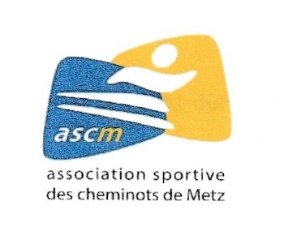 ascm
association sportive
des cheminots de Metz